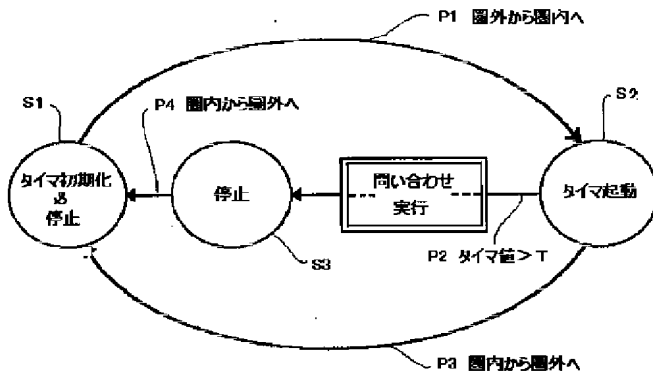 P1 圏外から圏内へ
S1
P4 圏内から圏外へ
S2
タイマ初期化
&
停止
停止
問い合わせ
実行
タイマ起動
S3
P2 タイマ値>T
P3 圏内から圏外へ